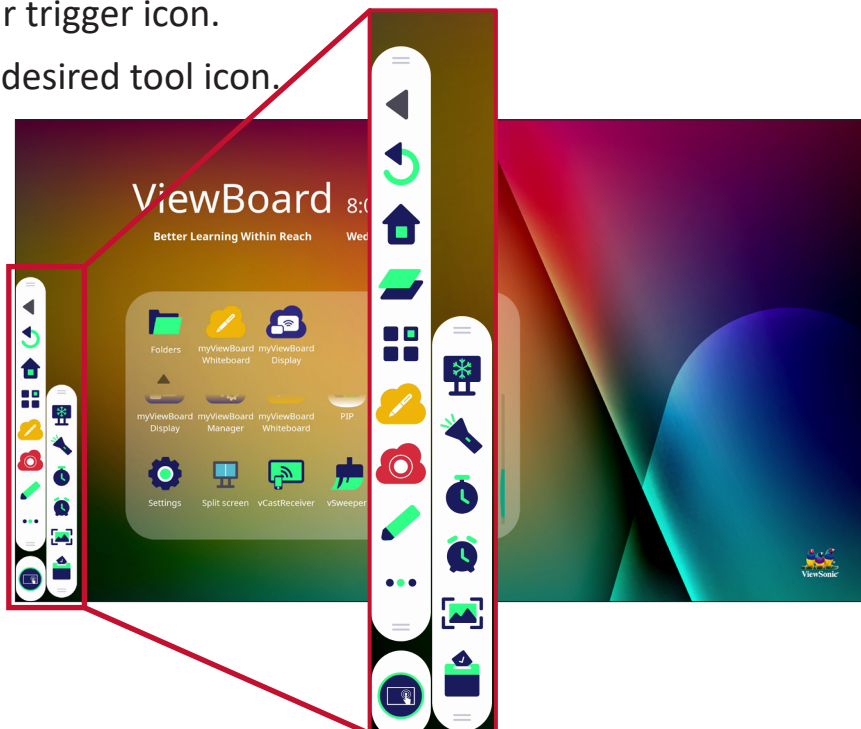 r trigger icon.
desired tool icon.
ViewBoard 8:0
Better Learning Within Reach Wed
Folders myViewBoard Whiteboard myViewBoard Display
myViewBoard Display myViewBoard Manager myViewBoard Whiteboard PIP
Settings Split screen vCastReceiver vSweeper
ViewSonic